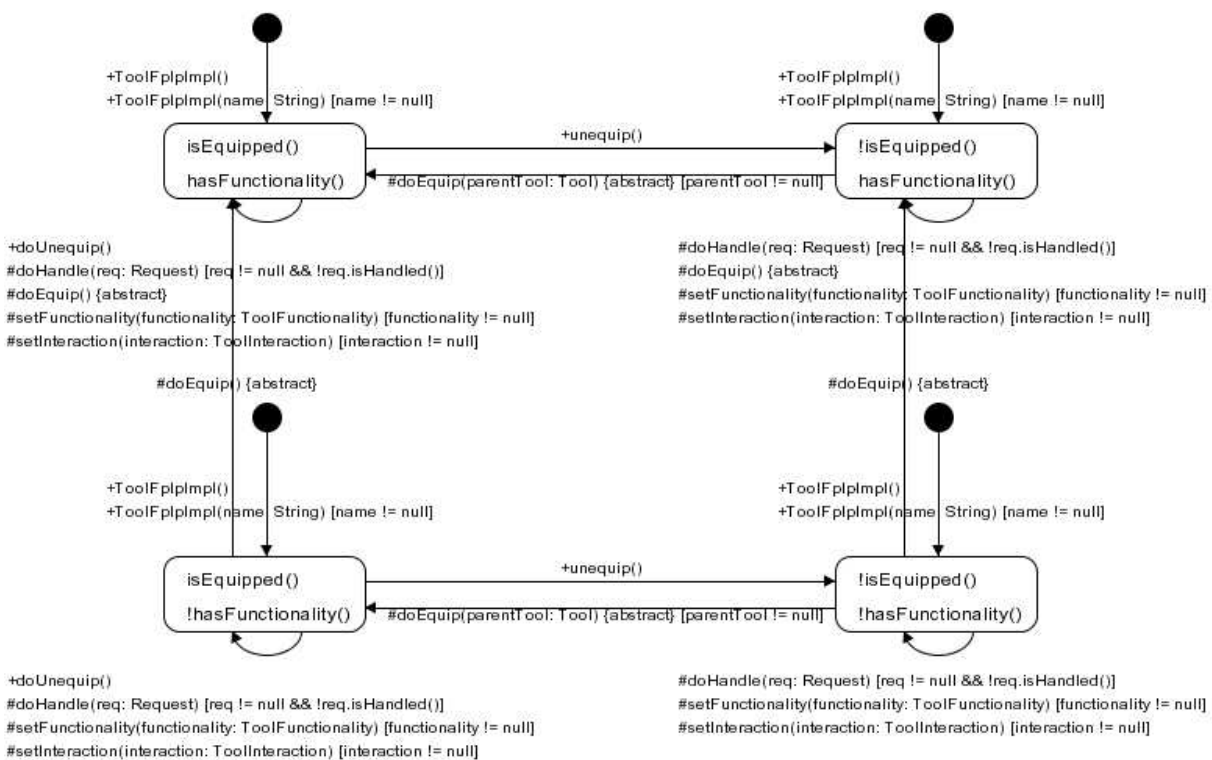 +ToolFpIpImpl()
+ToolFpIpImpl(name: String) [name != null]
+ToolFpIpImpl()
+ToolFpIpImpl(name: String) [name != null]
isEquipped()
hasFunctionality()
+unequip()
#doEquip(parentTool: Tool) {abstract} [parentTool != null]
!isEquipped()
hasFunctionality()
+doUnequip()
#doHandle(req: Request) [req != null && !req.isHandled()]
#doEquip() {abstract}
#setFunctionality(functionality: ToolFunctionality) [functionality != null]
#setInteraction(interaction: ToolInteraction) [interaction != null]
#doHandle(req: Request) [req != null && !req.isHandled()]
#doEquip() {abstract}
#setFunctionality(functionality: ToolFunctionality) [functionality != null]
#setInteraction(interaction: ToolInteraction) [interaction != null]
#doEquip() {abstract}
#doEquip() {abstract}
+ToolFpIpImpl()
+ToolFpIpImpl(name: String) [name != null]
+ToolFpIpImpl()
+ToolFpIpImpl(name: String) [name != null]
isEquipped()
!hasFunctionality()
+unequip()
#doEquip(parentTool: Tool) {abstract} [parentTool != null]
!isEquipped()
!hasFunctionality()
+doUnequip()
#doHandle(req: Request) [req != null && !req.isHandled()]
#setFunctionality(functionality: ToolFunctionality) [functionality != null]
#setInteraction(interaction: ToolInteraction) [interaction != null]
#doHandle(req: Request) [req != null && !req.isHandled()]
#setFunctionality(functionality: ToolFunctionality) [functionality != null]
#setInteraction(interaction: ToolInteraction) [interaction != null]